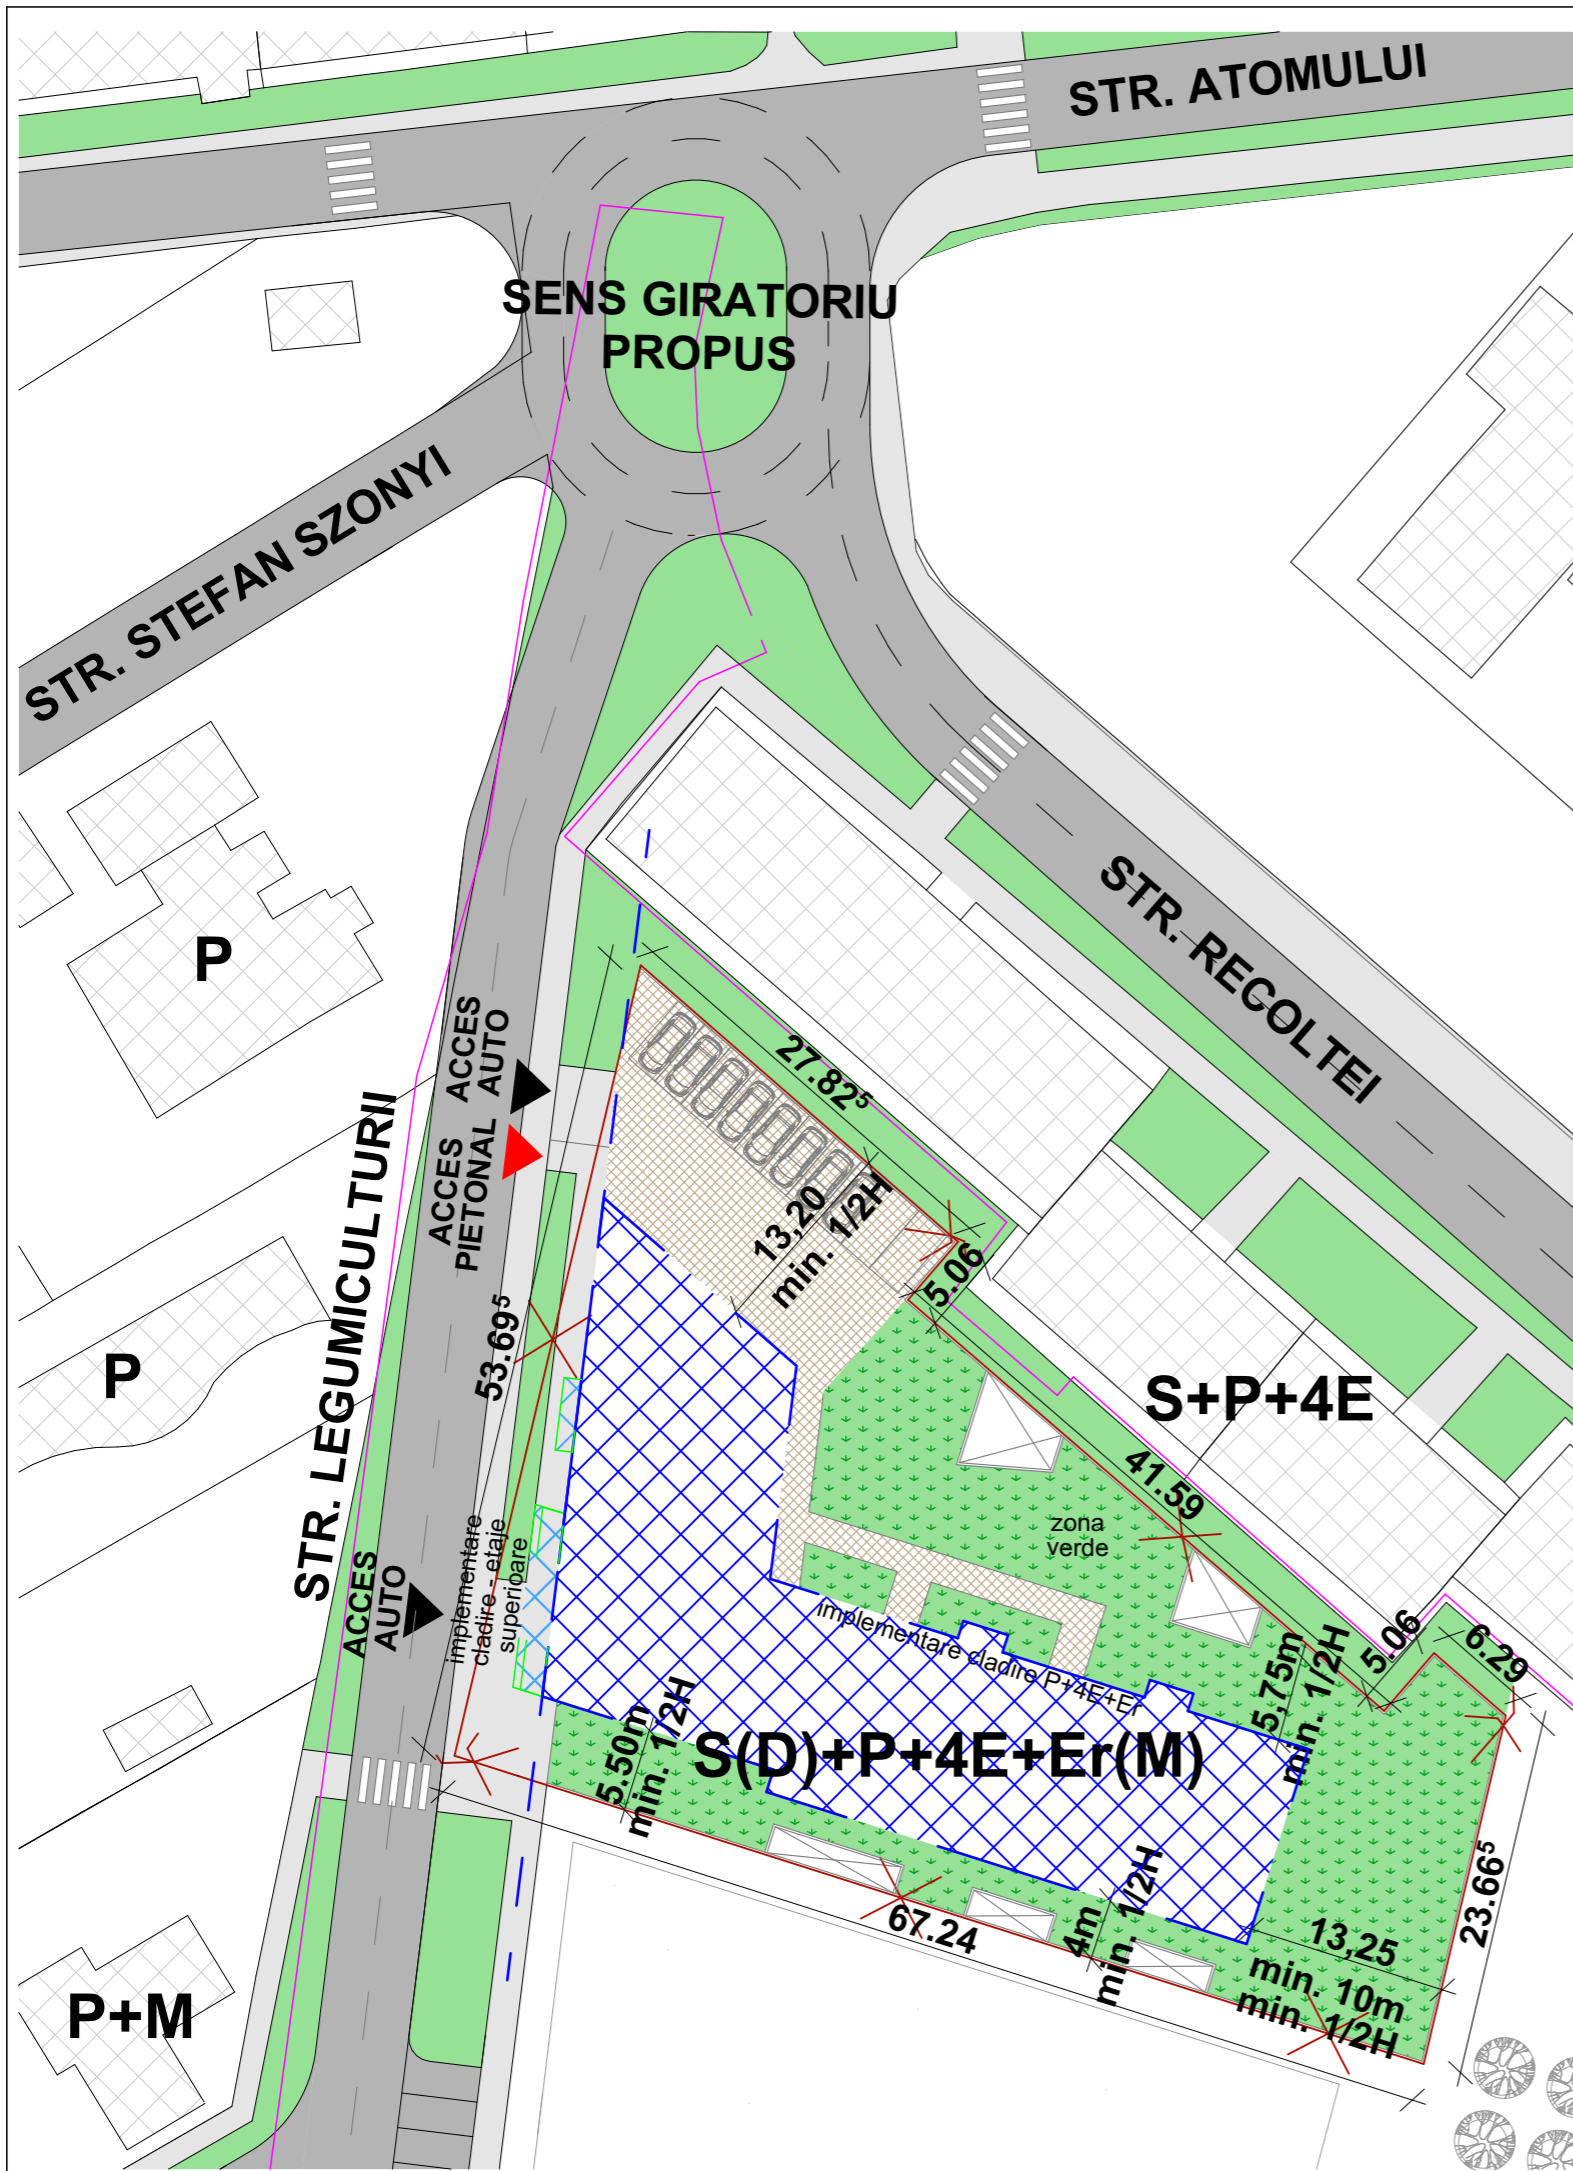 STR. ATOMULUI
SENS GIRATORIU
PROPUS
STR. STEFAN SZONYI
STR. RECOLTEI
P
ACCES
AUTO
ACCES
PIETONAL
STR. LEGUMICULTURII
27.82⁵
13,20
min. 1/2H
5.06
53.69⁵
P
S+P+4E
41.59
zona
verde
ACCES
AUTO
implementare
cladire - etaje
superioare
implementare cladire P+4E+Er
5,75m
min. 1/2H
5.06
6.29
5.50m
min. 1/2H
S(D)+P+4E+Er(M)
23.66⁵
67.24
4m
min. 1/2H
13,25
min. 10m
min. 1/2H
P+M